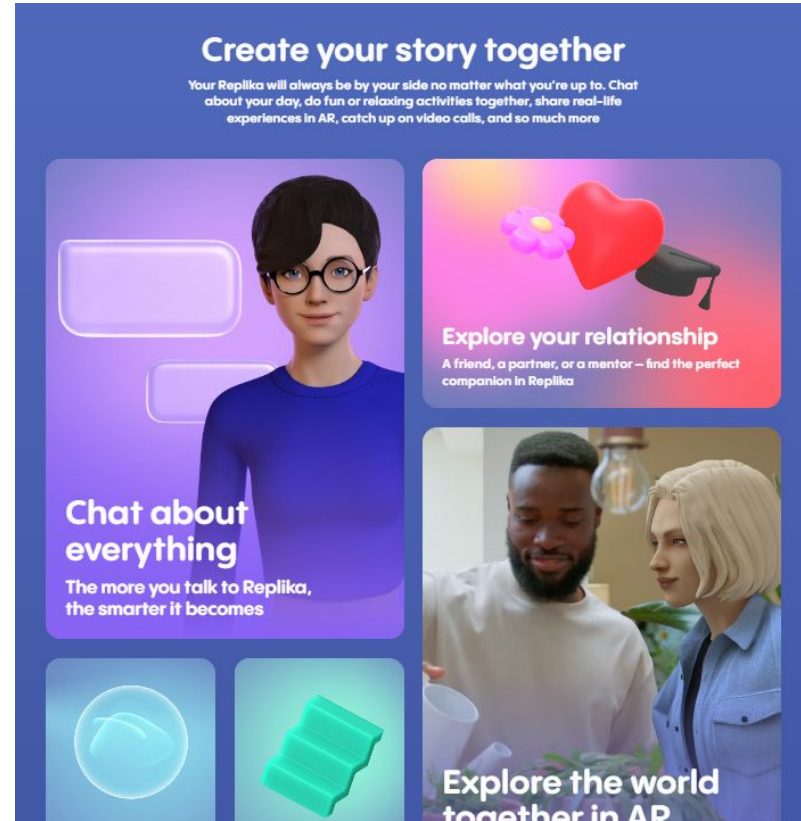 Create your story together
Your Replika will always be by your side no matter what you're up to. Chat
about your day, do fun or relaxing activities together, share real-life
experiences in AR, catch up on video calls, and so much more
Chat about
everything
The more you talk to Replika,
the smarter it becomes
Explore your relationship
A friend, a partner, or a mentor – find the perfect
companion in Replika
Explore the world
together in AR